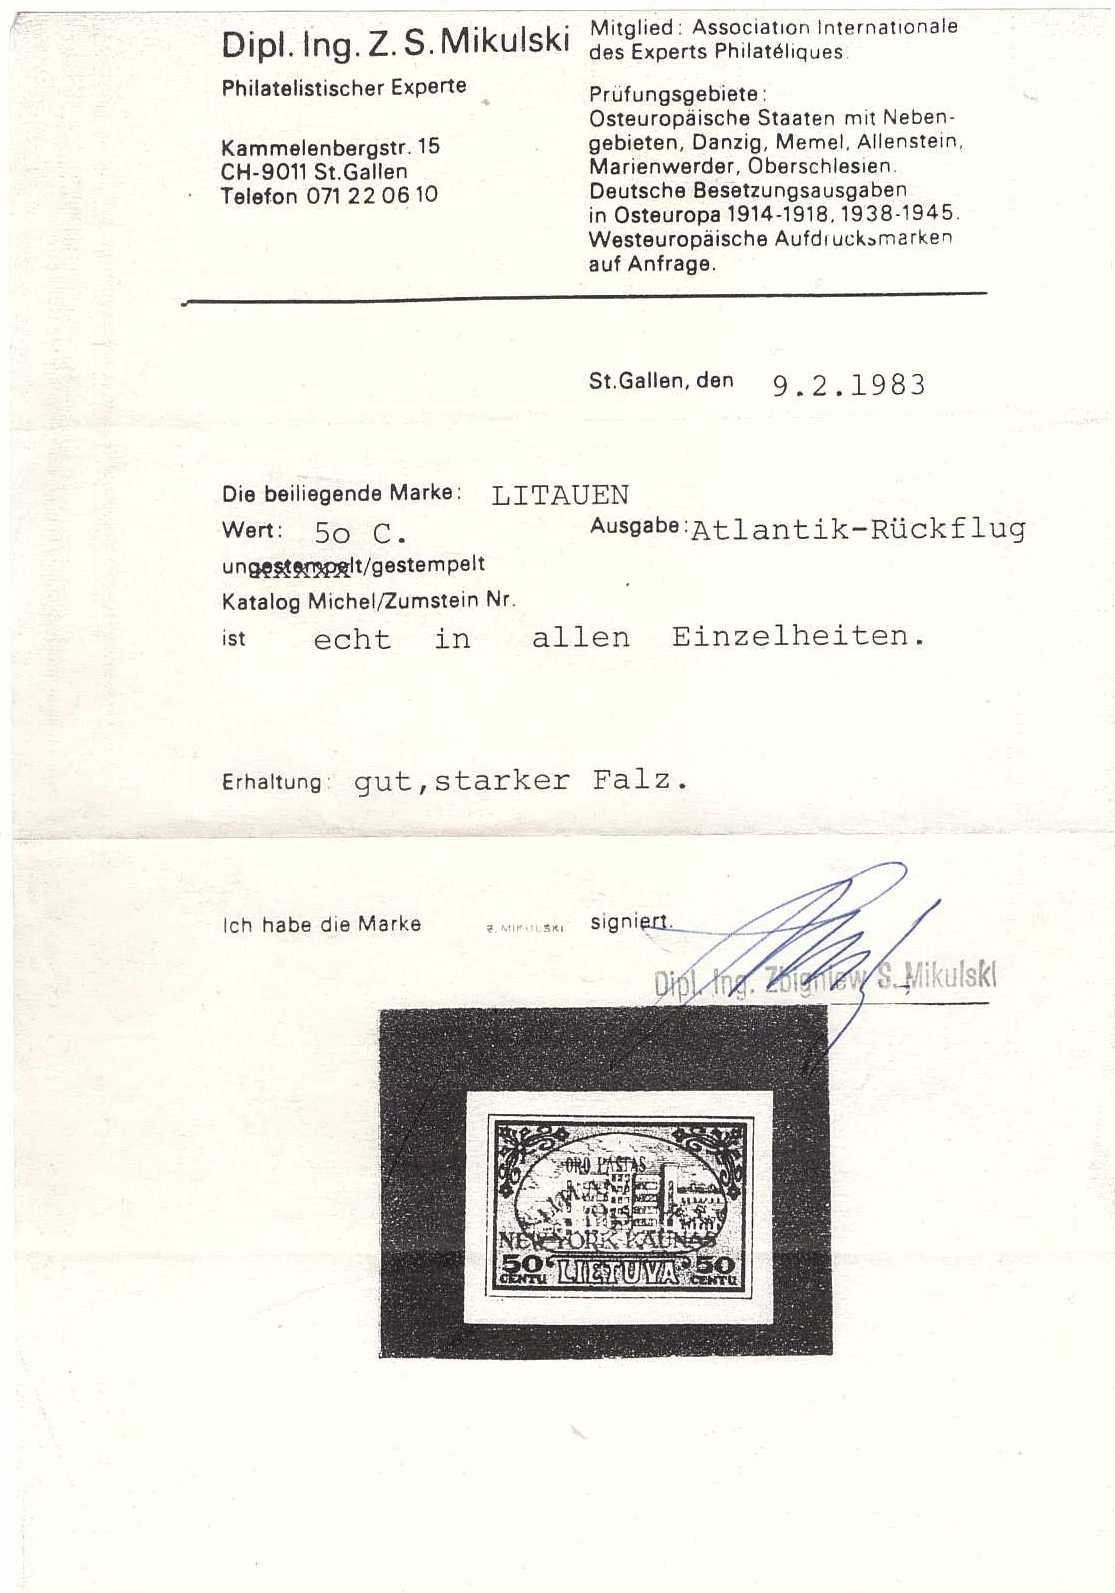 Dipl. Ing. Z. S. Mikulski
Philatelistischer Experte
Kammelenbergstr. 15
CH-9011 St.Gallen
Telefon 071 22 06 10
Mitglied: Association Internationale
des Experts Philatéliques.
Prüfungsgebiete:
Osteuropäische Staaten mit Neben-
gebieten, Danzig, Memel, Allenstein,
Marienwerder, Oberschlesien.
Deutsche Besetzungsausgaben
in Osteuropa 1914-1918, 1938-1945.
Westeuropäische Aufdrucksmarken
auf Anfrage.
St.Gallen, den 9.2.1983
Die beiliegende Marke: LITAUEN
Wert: 5o C. Ausgabe: Atlantik-Rückflug
ungestempelt/gestempelt
Katalog Michel/Zumstein Nr.
ist echt in allen Einzelheiten.
Erhaltung: gut,starker Falz.
Ich habe die Marke Z. MIKULSKI signiert.
Dipl. Ing. Zbigniew S. Mikulski
ORO PASTAS
NEW-YORK-KAUNAS
50 LIETUVA 50
CENTŲ CENTŲ